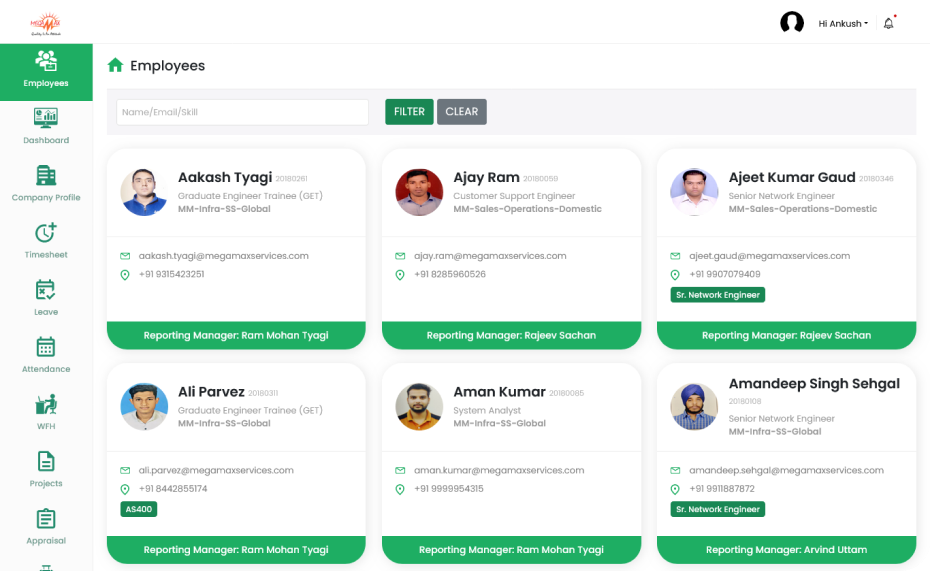 MEGAMAX
Hi Ankush
Employees
Employees
Name/Email/Skill
FILTER
CLEAR
Dashboard
Company Profile
Timesheet
Leave
Attendance
WFH
Projects
Appraisal
Aakash Tyagi 20180261
Graduate Engineer Trainee (GET)
MM-Infra-SS-Global
aakash.tyagi@megamaxservices.com
+91 9315423251
Reporting Manager: Ram Mohan Tyagi
Ajay Ram 20180059
Customer Support Engineer
MM-Sales-Operations-Domestic
ajay.ram@megamaxservices.com
+91 8285960526
Reporting Manager: Rajeev Sachan
Ajeet Kumar Gaud 20180346
Senior Network Engineer
MM-Sales-Operations-Domestic
ajeet.gaud@megamaxservices.com
+91 9907079409
Sr. Network Engineer
Reporting Manager: Rajeev Sachan
Ali Parvez 20180311
Graduate Engineer Trainee (GET)
MM-Infra-SS-Global
ali.parvez@megamaxservices.com
+91 8442855174
AS400
Reporting Manager: Ram Mohan Tyagi
Aman Kumar 20180085
System Analyst
MM-Infra-SS-Global
aman.kumar@megamaxservices.com
+91 9999954315
Reporting Manager: Ram Mohan Tyagi
Amandeep Singh Sehgal
20180108
Senior Network Engineer
MM-Infra-SS-Global
amandeep.sehgal@megamaxservices.com
+91 9911887872
Sr. Network Engineer
Reporting Manager: Arvind Uttam